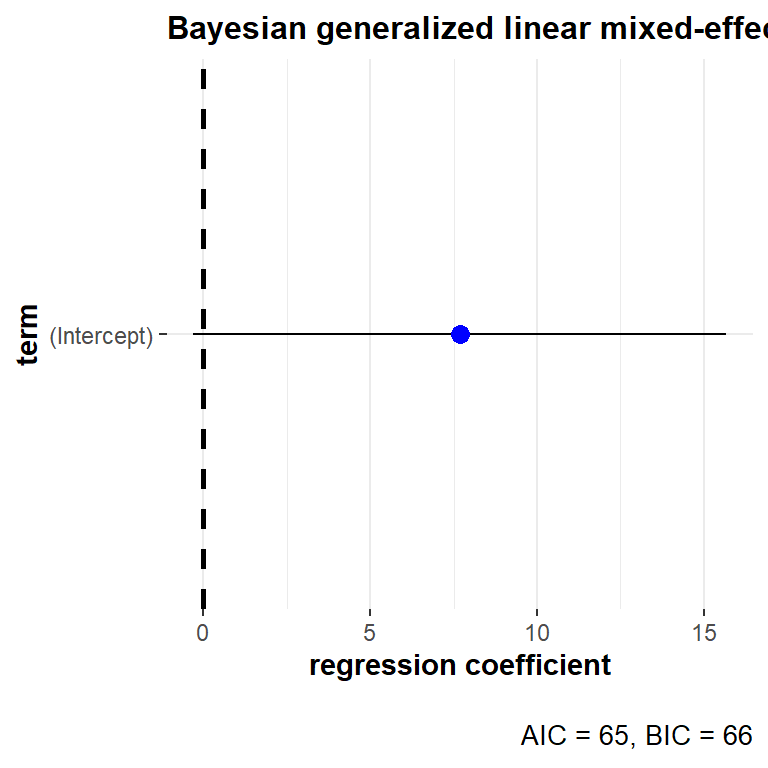 Bayesian generalized linear mixed-effec
term
(Intercept)
0 5 10 15
regression coefficient
AIC = 65, BIC = 66